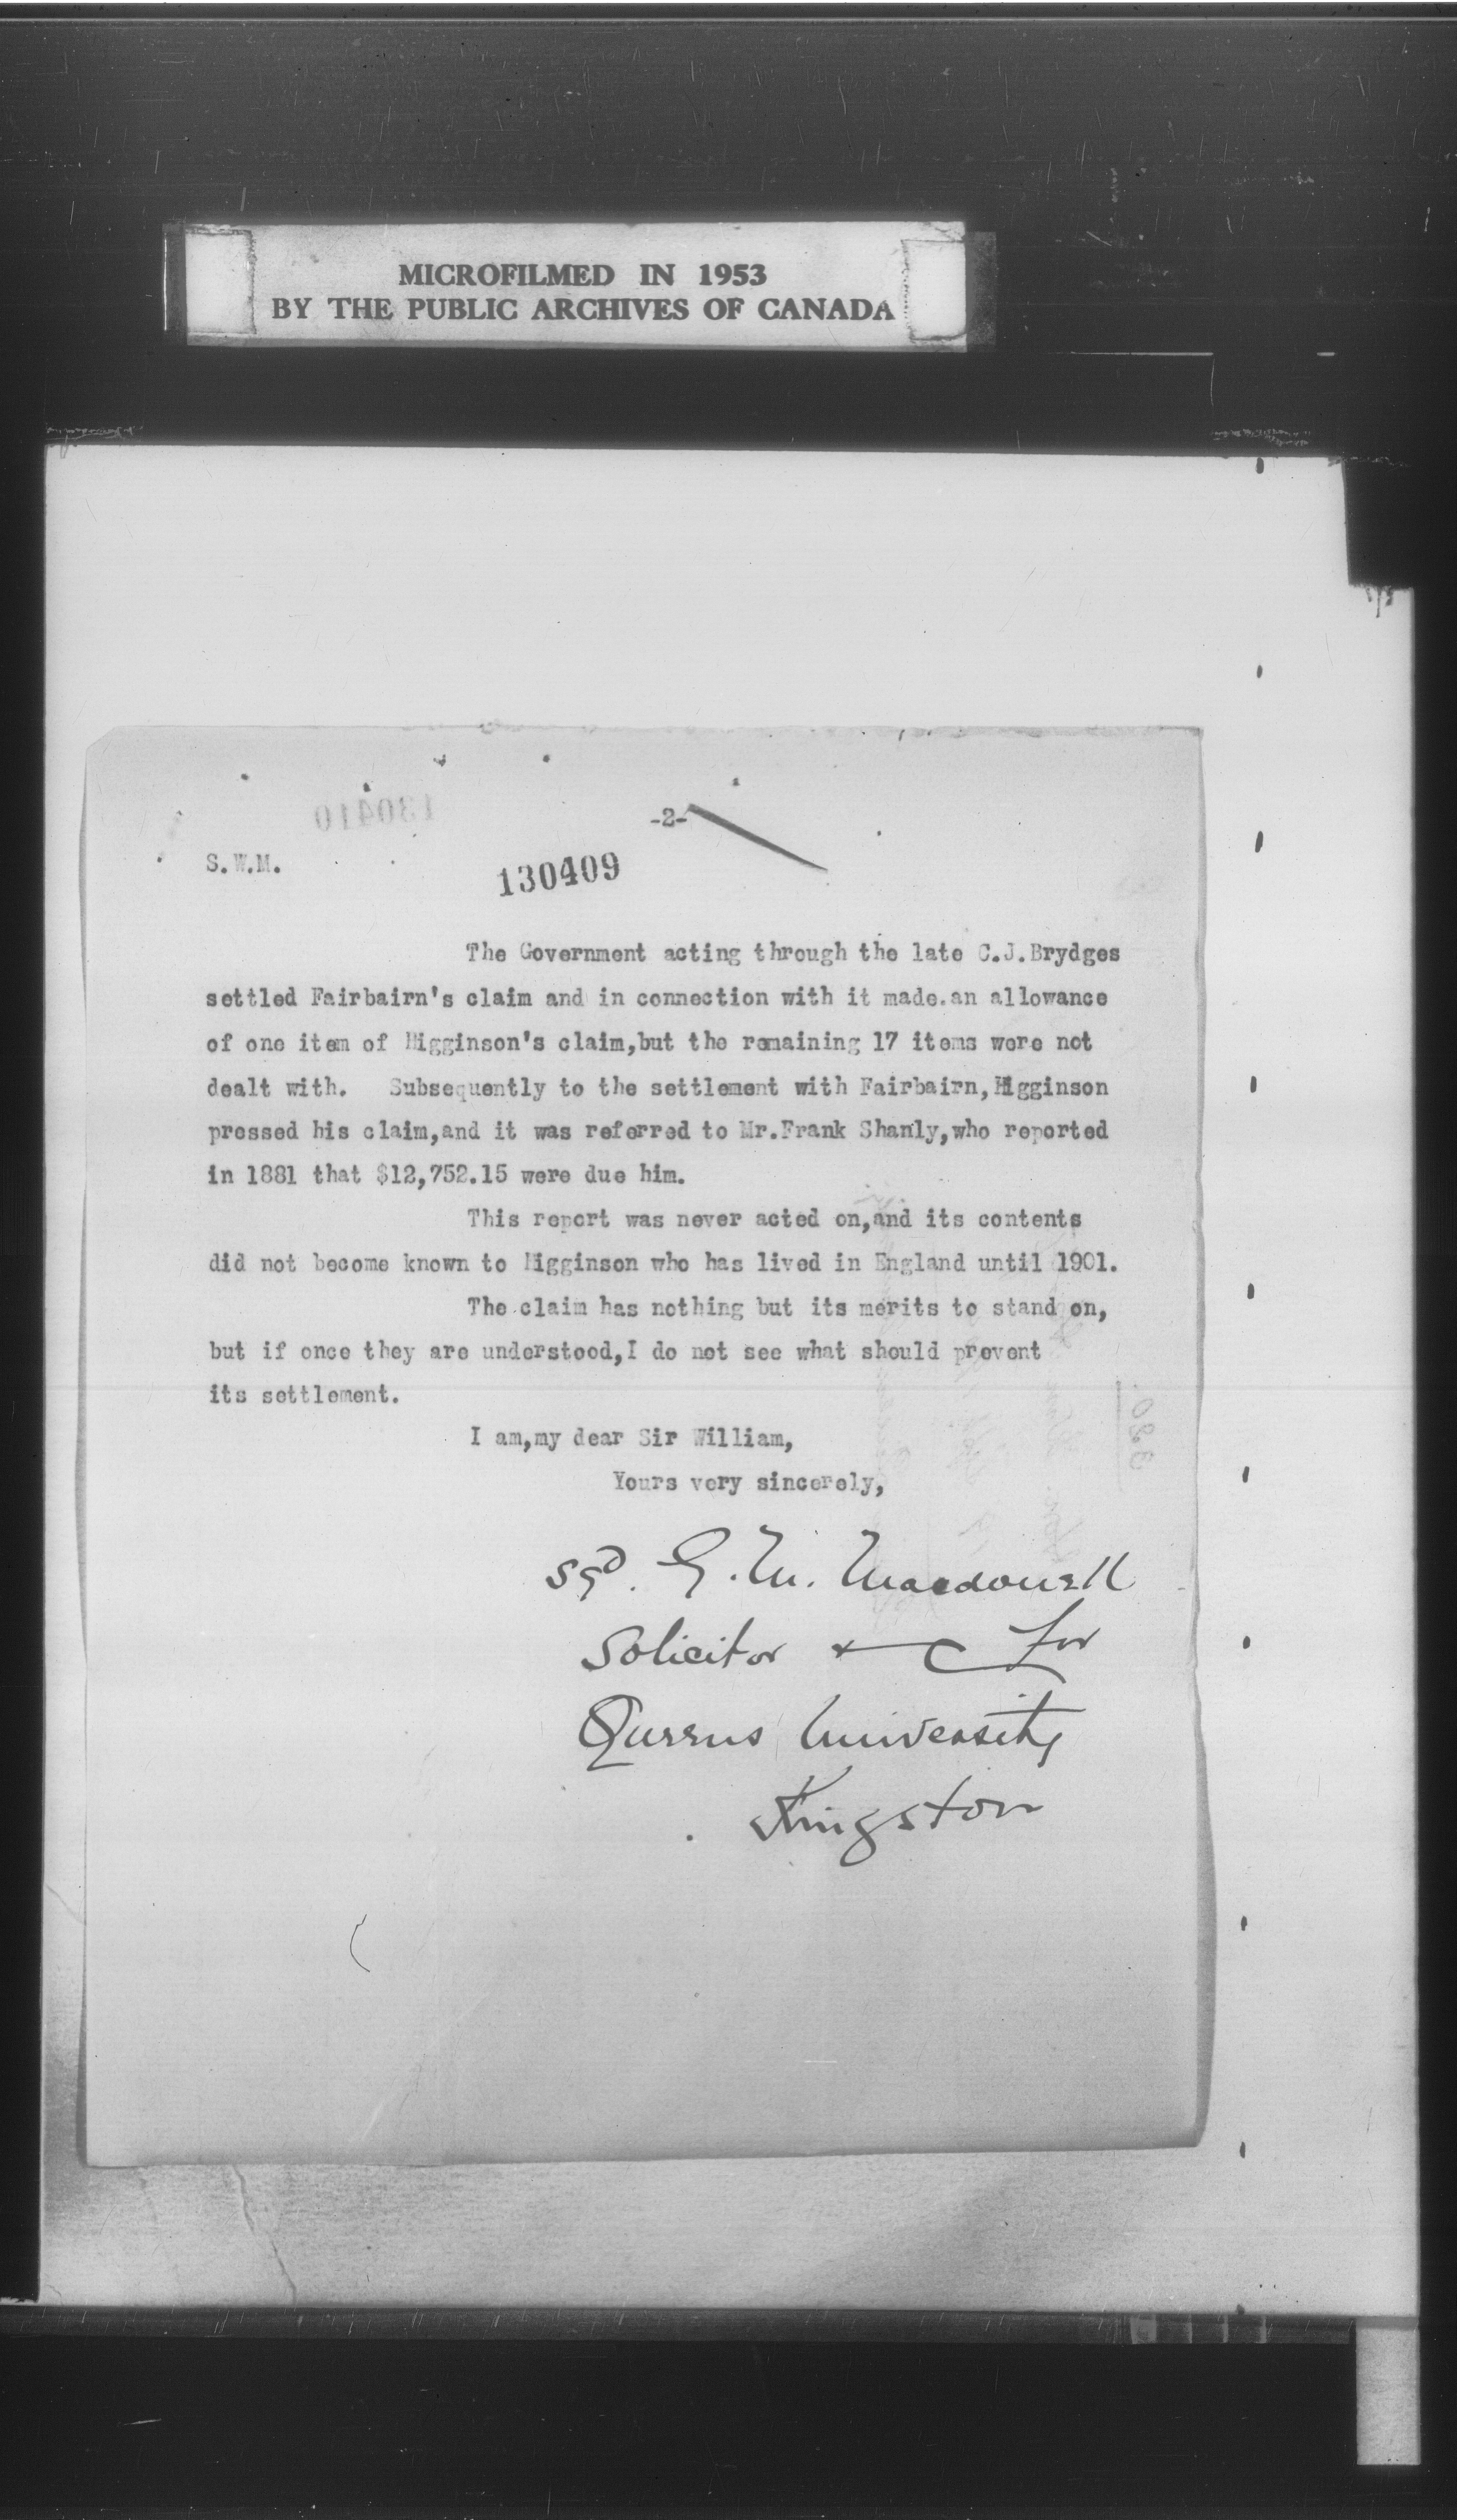 MICROFILMED IN 1953
BY THE PUBLIC ARCHIVES OF CANADA
130410
-2-
S.W.M.
130409
The Government acting through the late C.J.Brydges
settled Fairbairn's claim and in connection with it made.an allowance
of one item of Higginson's claim,but the remaining 17 items were not
dealt with. Subsequently to the settlement with Fairbairn,Higginson
pressed his claim,and it was referred to Mr.Frank Shanly,who reported
in 1881 that $12,752.15 were due him.
This report was never acted on,and its contents
did not become known to Higginson who has lived in England until 1901.
The claim has nothing but its merits to stand on,
but if once they are understood,I do not see what should prevent
its settlement.
I am,my dear Sir William,
Yours very sincerely,
Sgd. G. M. Macdonell
Solicitor &c for
Queens University
Kingston